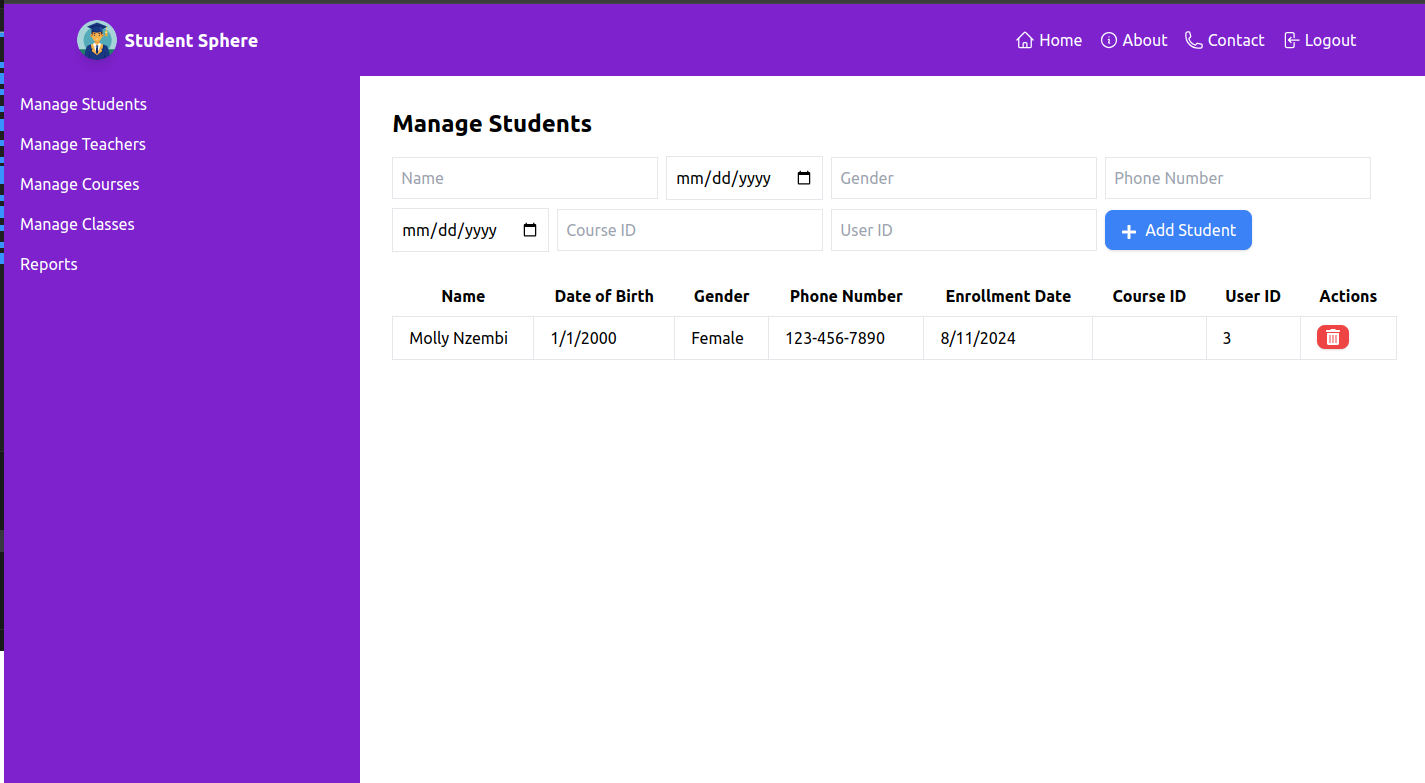 Student Sphere
Home About Contact Logout
Manage Students
Manage Teachers
Manage Courses
Manage Classes
Reports
Manage Students
Name mm/dd/yyyy Gender Phone Number
mm/dd/yyyy Course ID User ID Add Student
Name Date of Birth Gender Phone Number Enrollment Date Course ID User ID Actions
Molly Nzembi 1/1/2000 Female 123-456-7890 8/11/2024 3